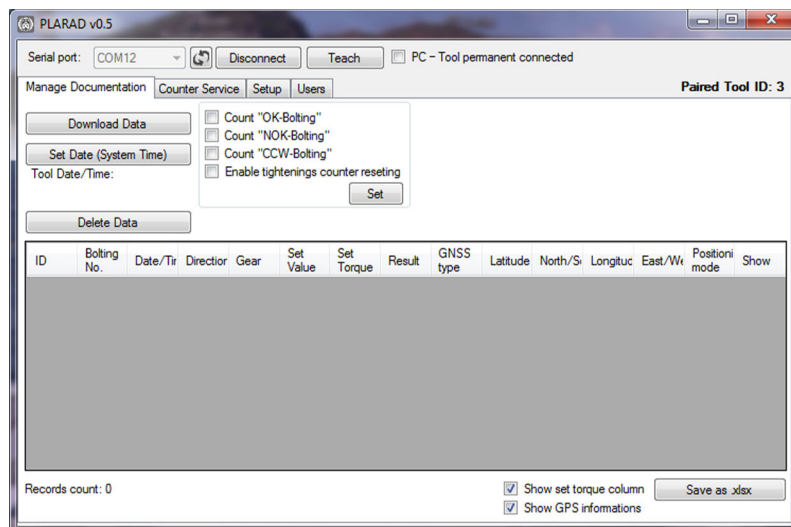 PLARAD v0.5
Serial port: COM12 Disconnect Teach PC - Tool permanent connected
Manage Documentation Counter Service Setup Users Paired Tool ID: 3
Download Data
Count "OK-Bolting"
Count "NOK-Bolting"
Set Date (System Time)
Count "CCW-Bolting"
Tool Date/Time:
Enable tightenings counter reseting
Set
Delete Data
ID Bolting No. Date/Tir Direction Gear Set Value Set Torque Result GNSS type Latitude North/S Longituc East/We Positioni mode Show
Records count: 0
Show set torque column
Save as .xlsx
Show GPS informations